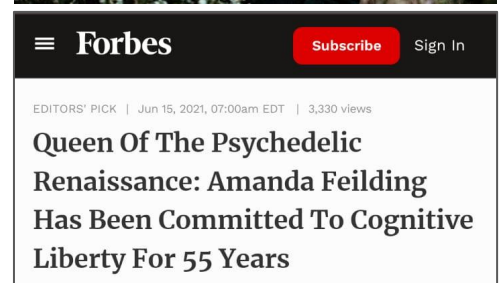 Forbes
Subscribe
Sign In
EDITORS' PICK | Jun 15, 2021, 07:00am EDT | 3,330 views
Queen Of The Psychedelic
Renaissance: Amanda Feilding
Has Been Committed To Cognitive
Liberty For 55 Years